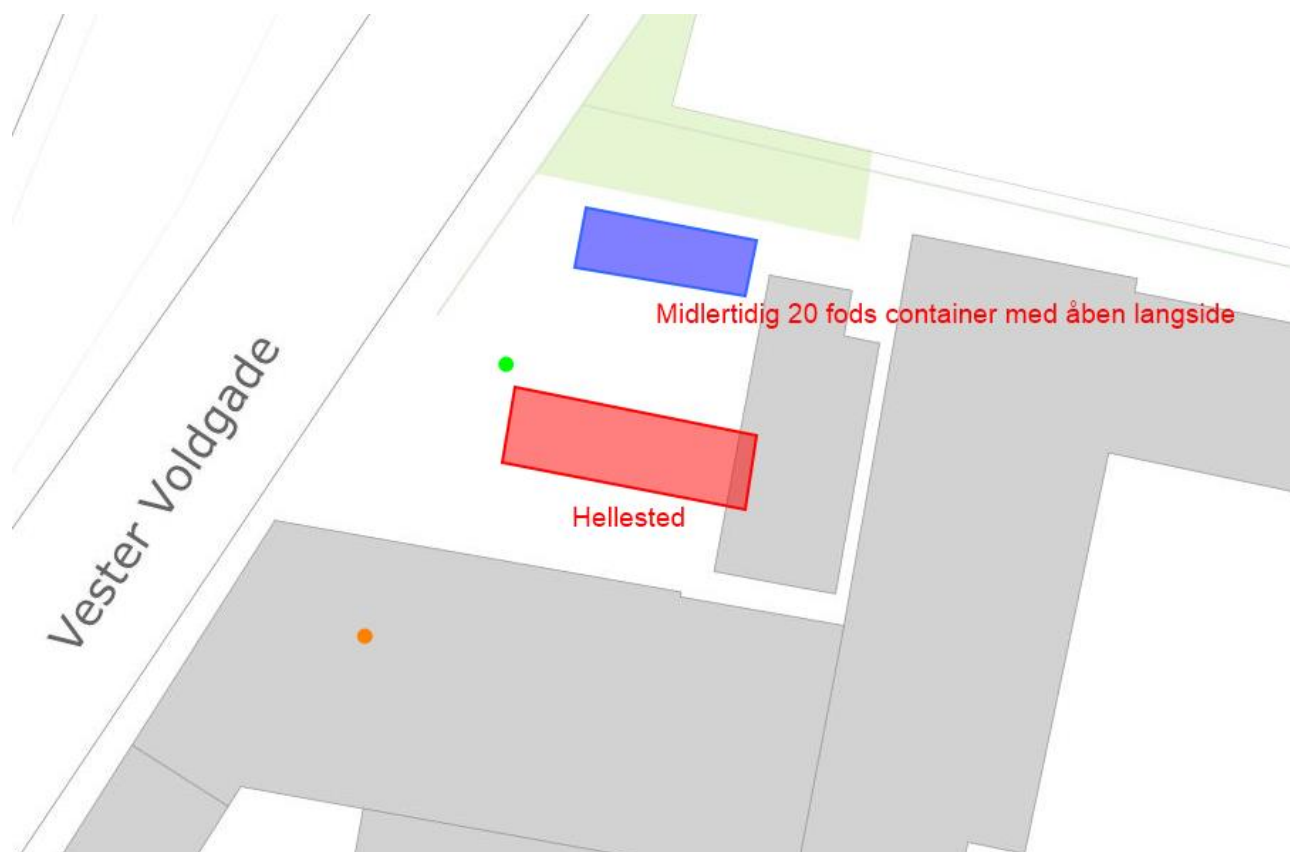 Midlertidig 20 fods container med åben langside
Vester Voldgade
Hellested